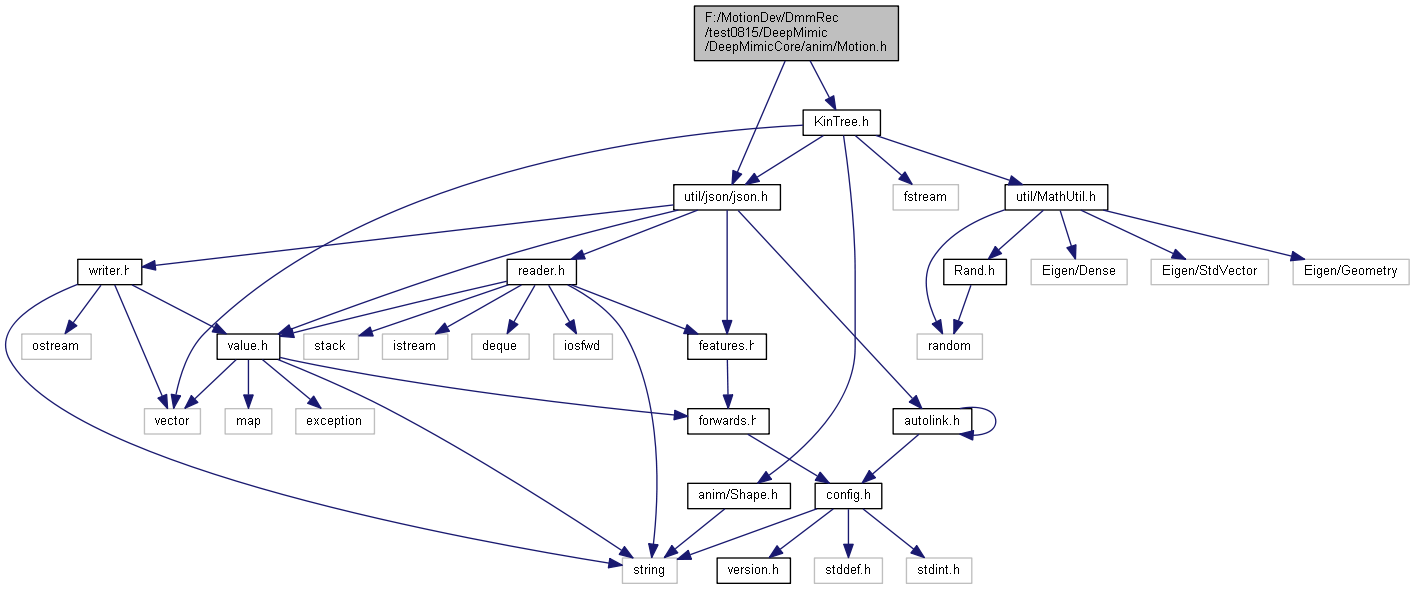 F:/MotionDev/DmmRec
/test0815/DeepMimic
/DeepMimicCore/anim/Motion.h
KinTree.h
util/json/json.h
fstream
util/MathUtil.h
writer.h
reader.h
Rand.h
Eigen/Dense
Eigen/StdVector
Eigen/Geometry
ostream
value.h
stack
istream
deque
iosfwd
features.h
random
vector
map
exception
forwards.h
autolink.h
anim/Shape.h
config.h
string
version.h
stddef.h
stdint.h